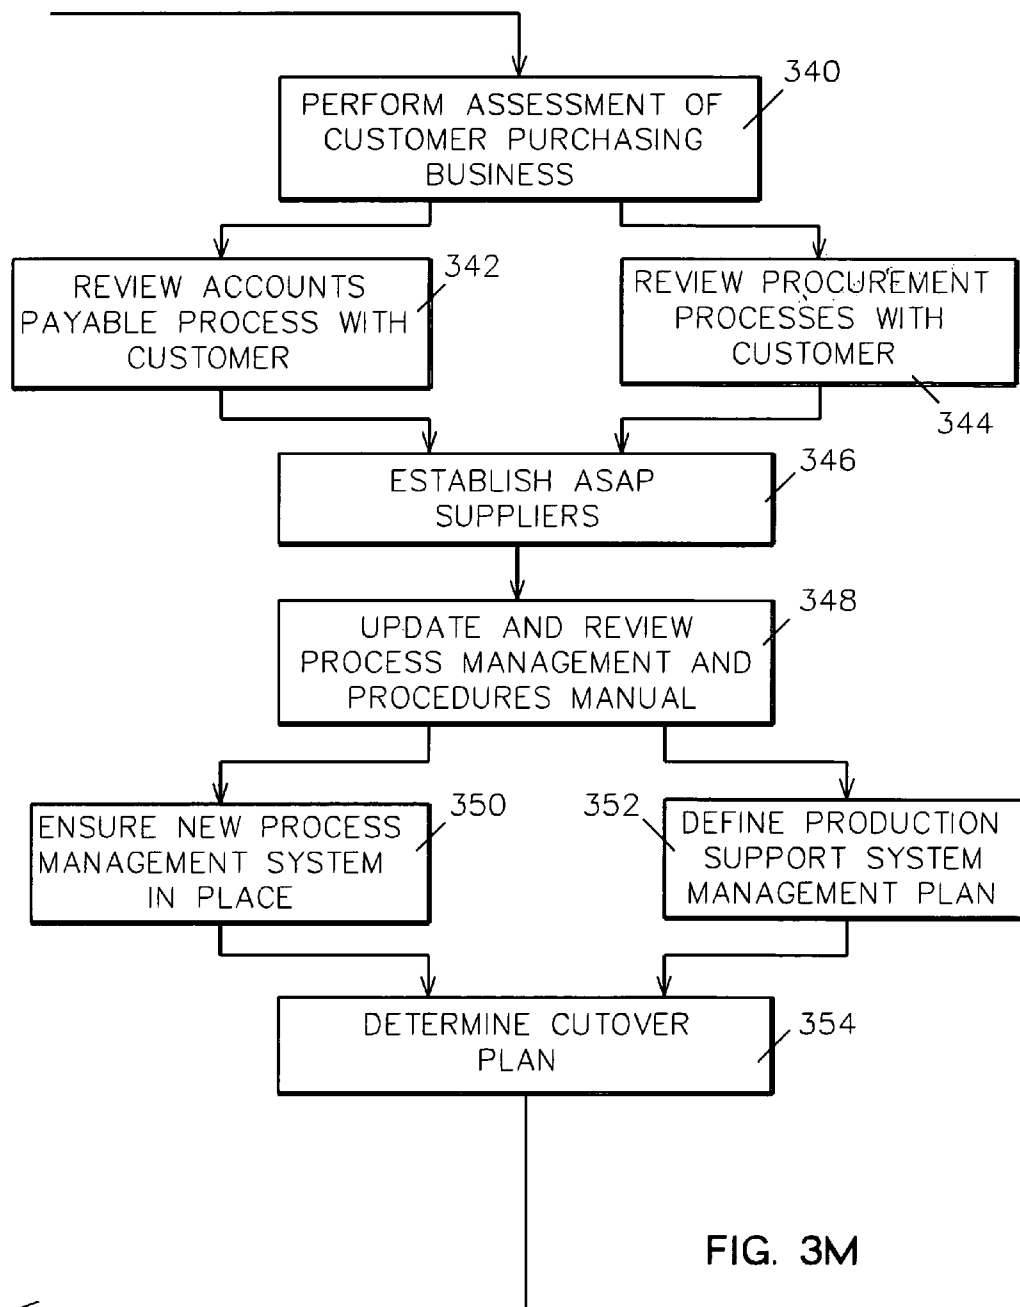 340
PERFORM ASSESSMENT OF
CUSTOMER PURCHASING
BUSINESS
342
REVIEW ACCOUNTS
PAYABLE PROCESS WITH
CUSTOMER
REVIEW PROCUREMENT
PROCESSES WITH
CUSTOMER
344
346
ESTABLISH ASAP
SUPPLIERS
348
UPDATE AND REVIEW
PROCESS MANAGEMENT AND
PROCEDURES MANUAL
350
ENSURE NEW PROCESS
MANAGEMENT SYSTEM
IN PLACE
352
DEFINE PRODUCTION
SUPPORT SYSTEM
MANAGEMENT PLAN
DETERMINE CUTOVER
PLAN
354
FIG. 3M